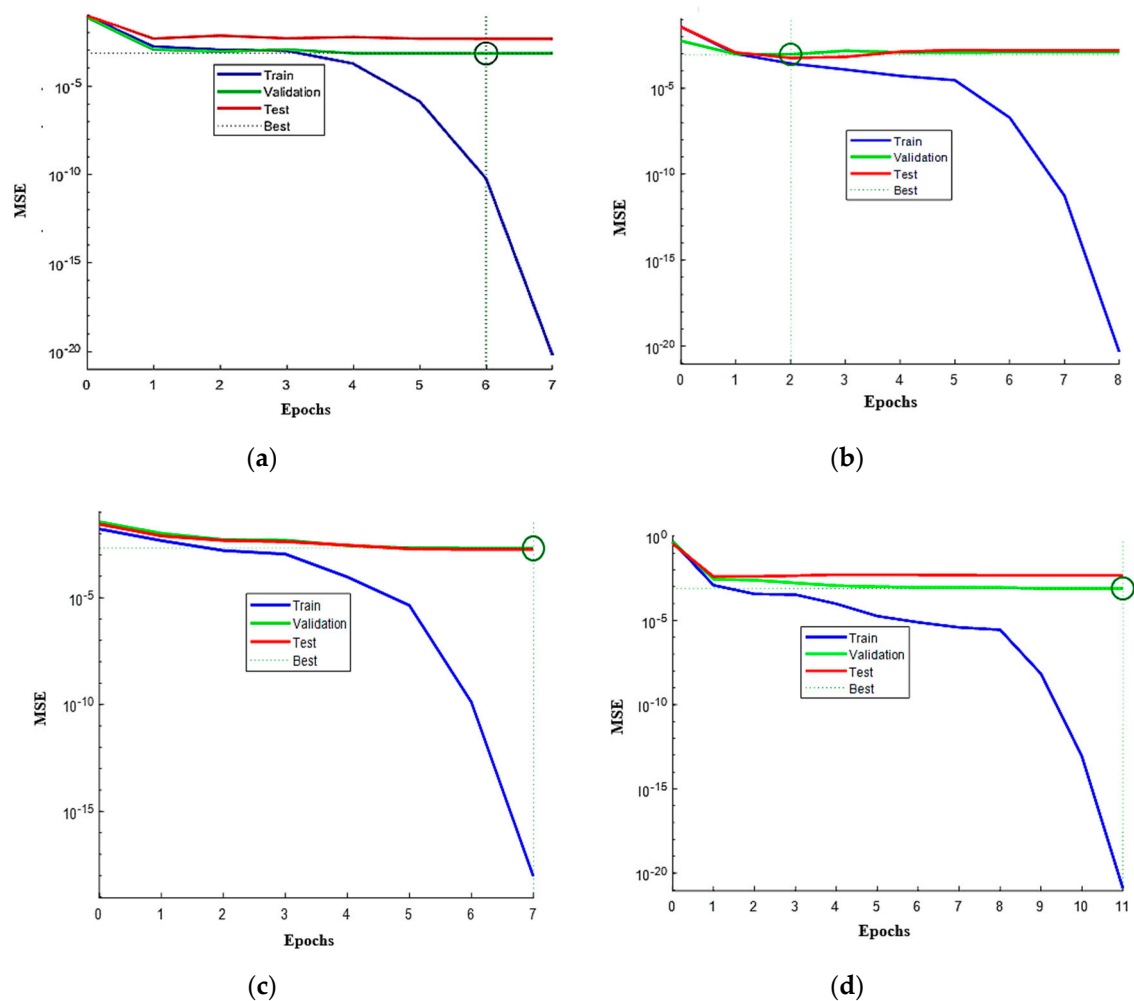 MSE
10-5
10-10
10-15
10-20
Train
Validation
Test
Best
0 1 2 3 4 5 6 7
Epochs
(a)
MSE
10-5
10-10
10-15
10-20
Train
Validation
Test
Best
0 1 2 3 4 5 6 7 8
Epochs
(b)
MSE
10-5
10-10
10-15
Train
Validation
Test
Best
0 1 2 3 4 5 6 7
Epochs
(c)
MSE
100
10-5
10-10
10-15
10-20
Train
Validation
Test
Best
0 1 2 3 4 5 6 7 8 9 10 11
Epochs
(d)